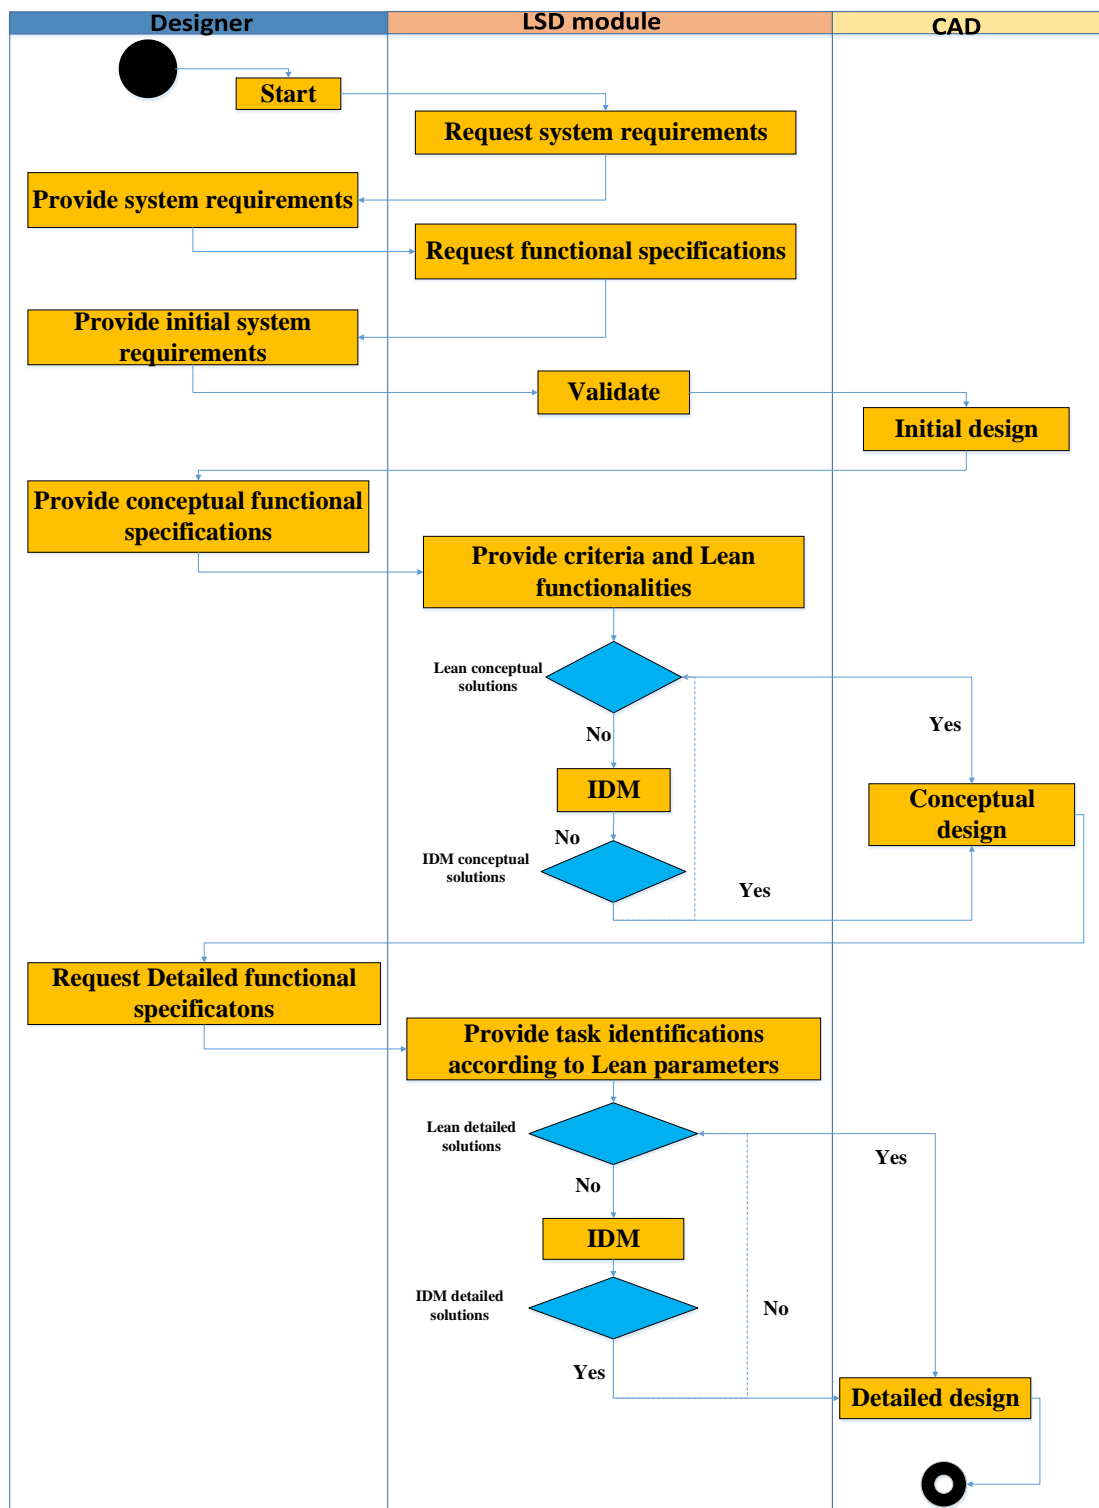 Designer
LSD module
CAD
Start
Request system requirements
Provide system requirements
Request functional specifications
Provide initial system
requirements
Validate
Initial design
Provide conceptual functional
specifications
Provide criteria and Lean
functionalities
Lean conceptual
solutions
Yes
No
IDM
Conceptual
design
No
IDM conceptual
solutions
Yes
Request Detailed functional
specificatons
Provide task identifications
according to Lean parameters
Lean detailed
solutions
Yes
No
IDM
IDM detailed
solutions
No
Yes
Detailed design